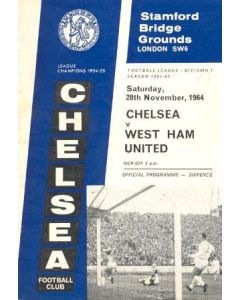 Stamford
Bridge
Grounds
LONDON SW6
LEAGUE
CHAMPIONS 1954-55
FOOTBALL LEAGUE - DIVISION I
SEASON 1964-65
Saturday,
28th November, 1964
CHELSEA
v
WEST HAM
UNITED
KICK-OFF 3 p.m.
OFFICIAL PROGRAMME — SIXPENCE
CHELSEA
FOOTBALL
CLUB